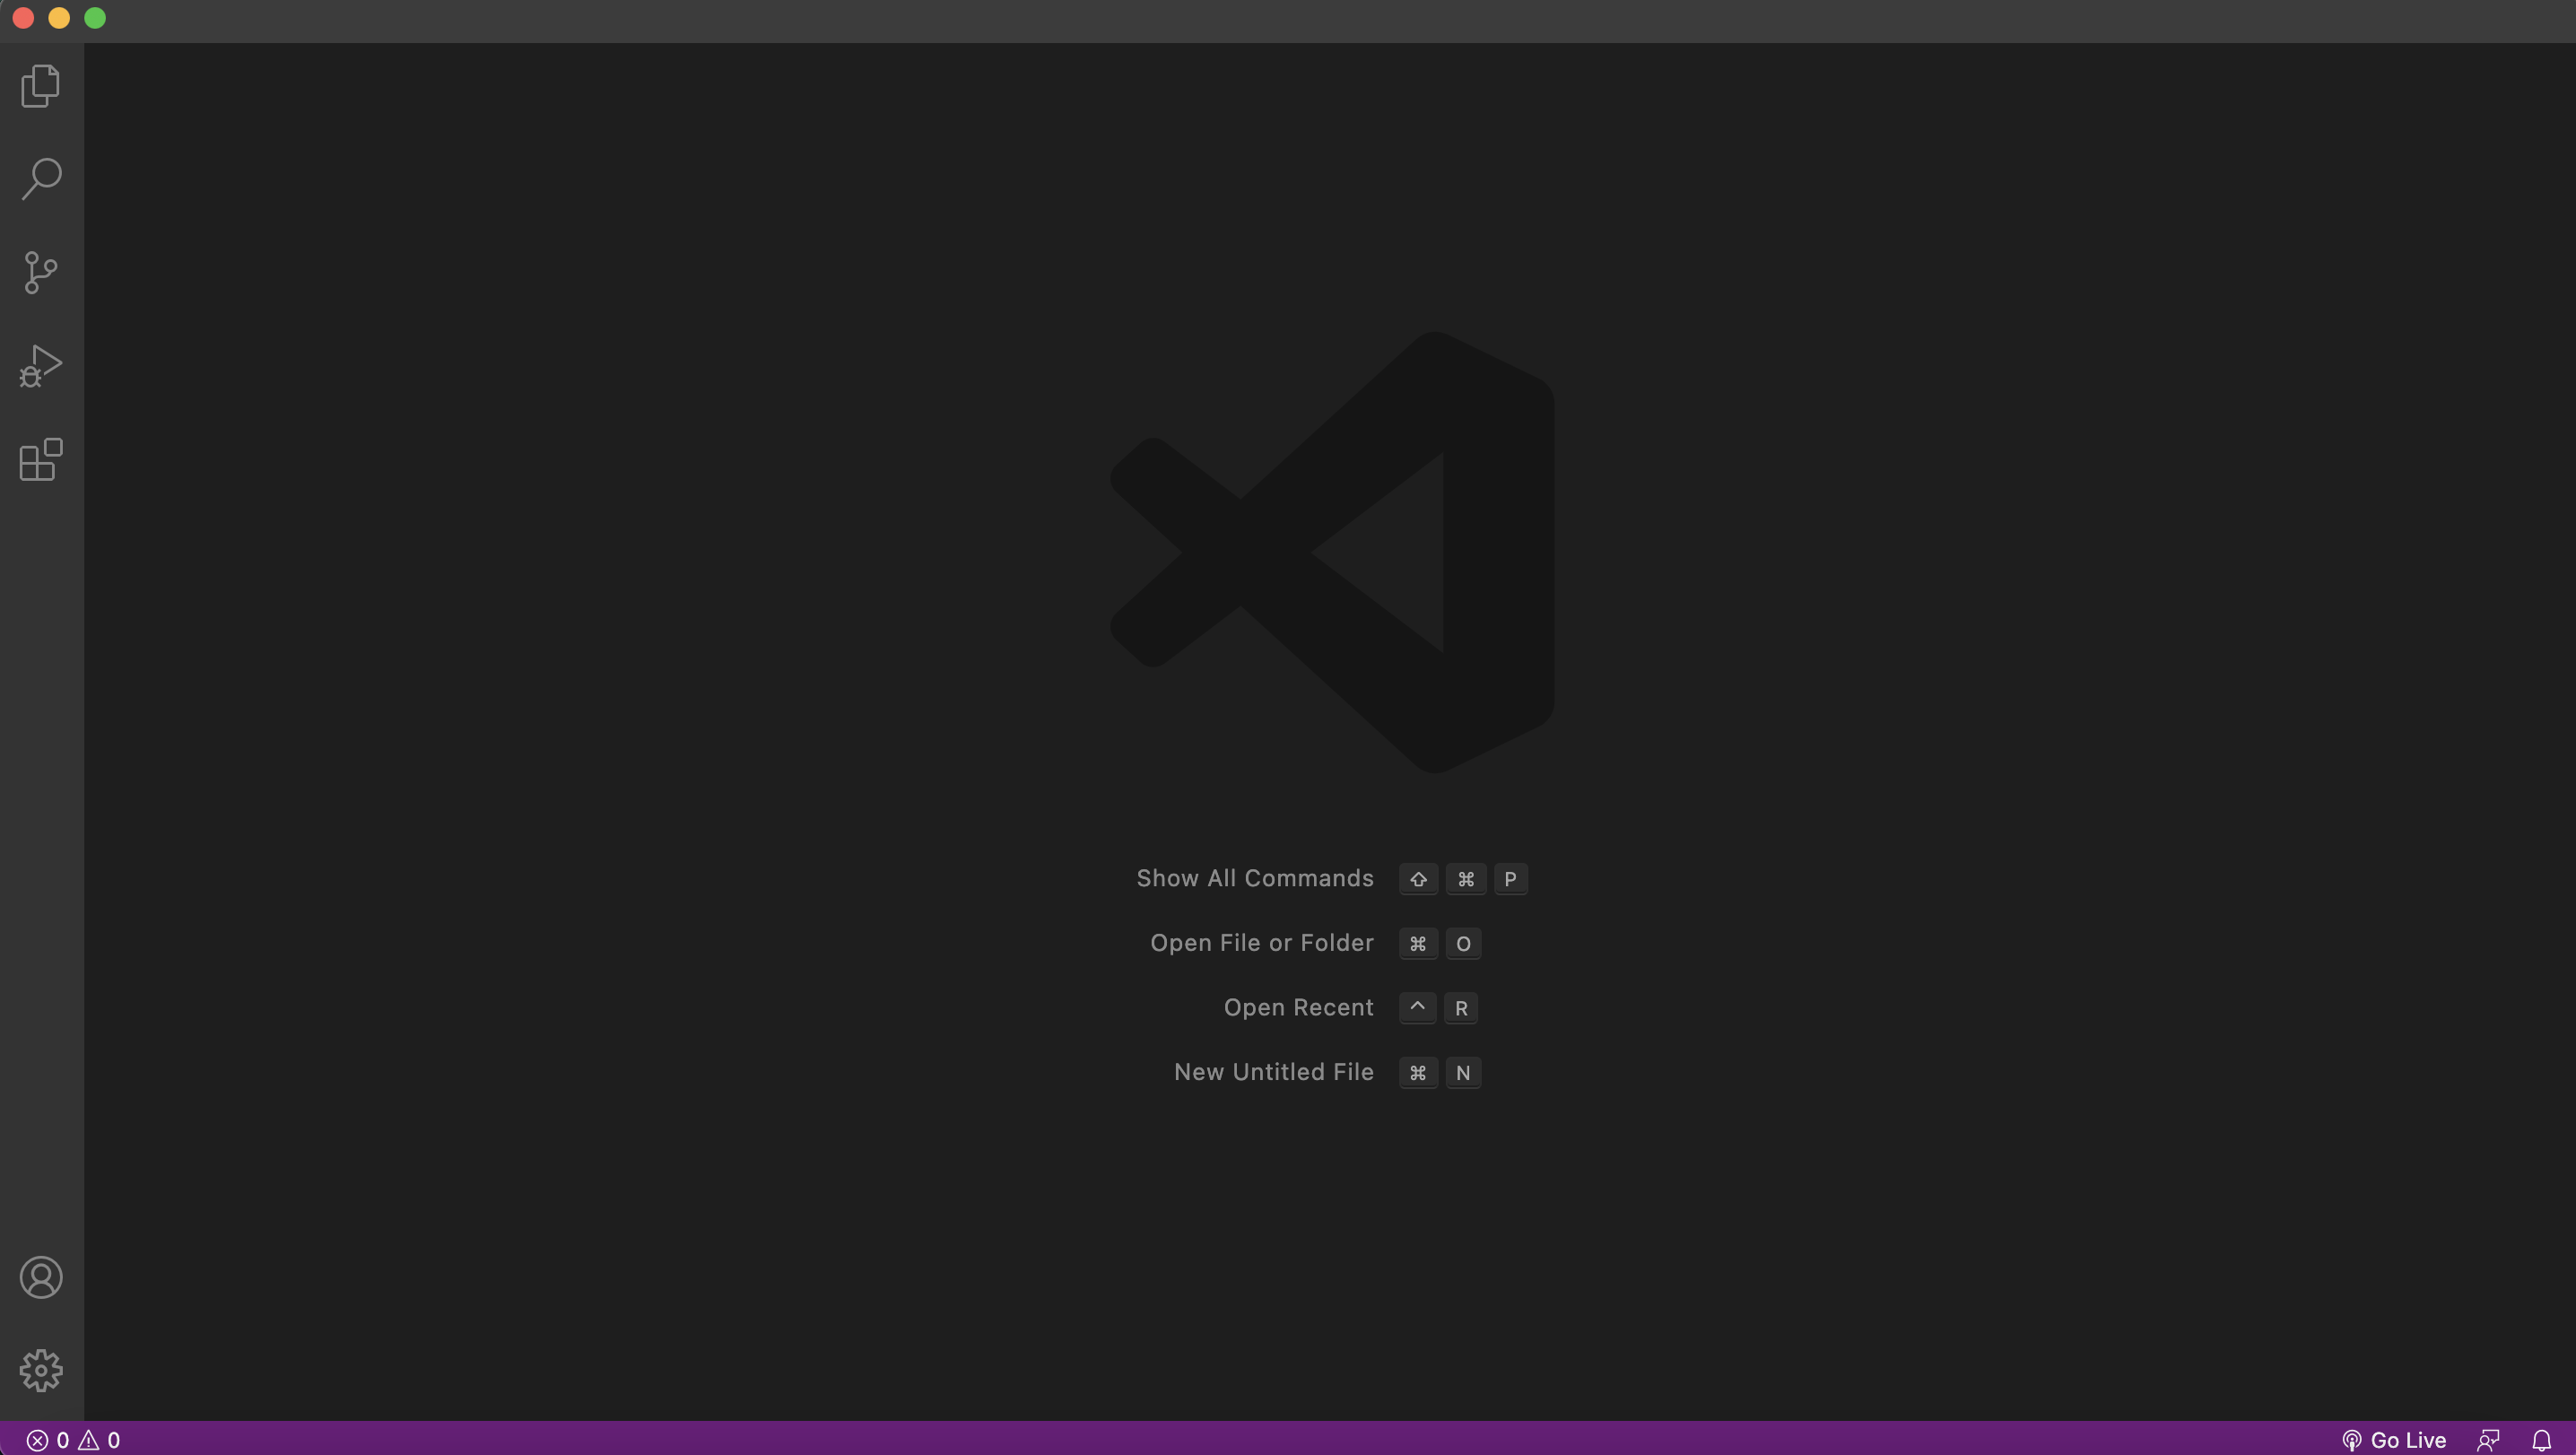 Show All Commands ⇧ ⌘ P
Open File or Folder ⌘ O
Open Recent ^ R
New Untitled File ⌘ N
0 0 Go Live